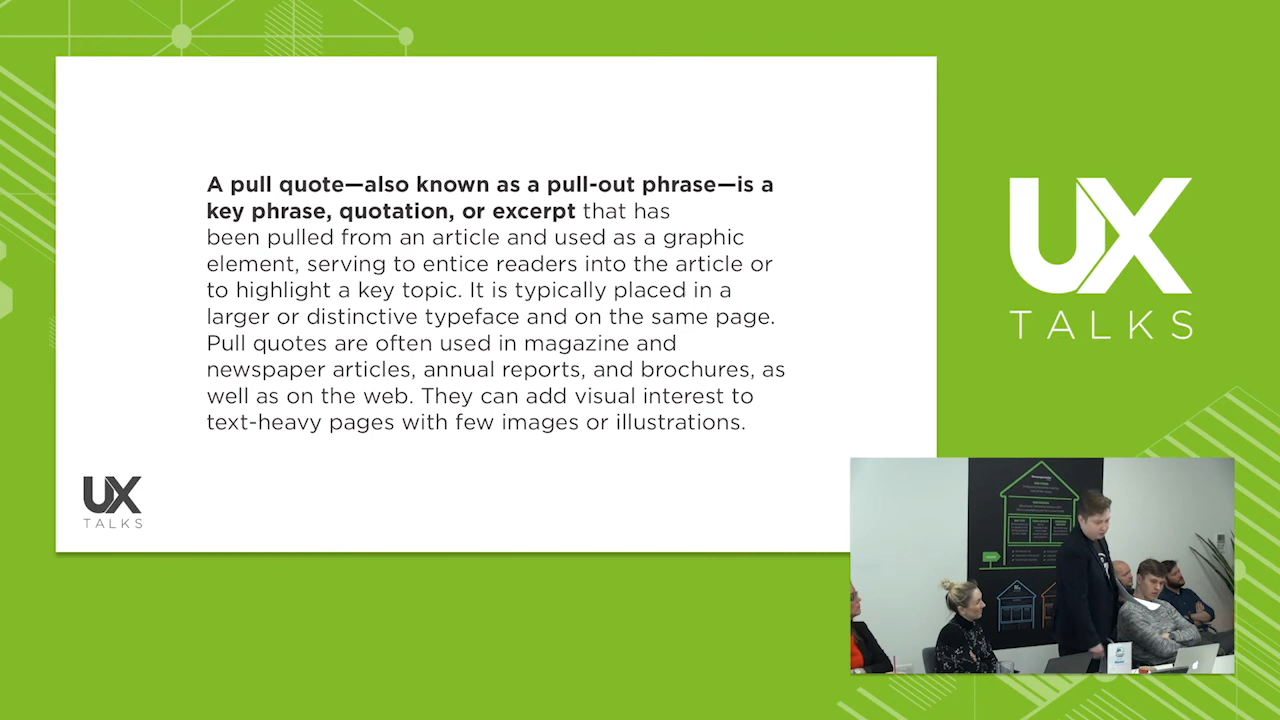 A pull quote—also known as a pull-out phrase—is a
key phrase, quotation, or excerpt that has
been pulled from an article and used as a graphic
element, serving to entice readers into the article or
to highlight a key topic. It is typically placed in a
larger or distinctive typeface and on the same page.
Pull quotes are often used in magazine and
newspaper articles, annual reports, and brochures, as
well as on the web. They can add visual interest to
text-heavy pages with few images or illustrations.
UX
TALKS
UX
TALKS